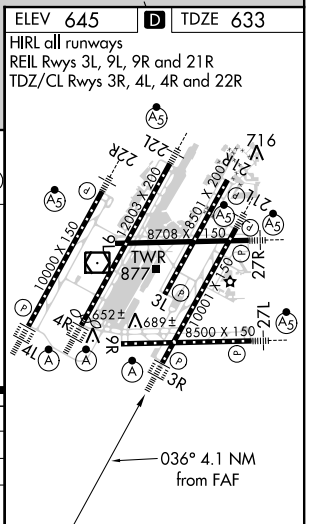 ELEV 645
D
TDZE 633
HIRL all runways
REIL Rwys 3L, 9L, 9R and 21R
TDZ/CL Rwys 3R, 4L, 4R and 22R
A5
22R
22L
716
21R
21L
A5
P
P
A5
P
A5
10000 X 150
12003 X 200
8501 X 200
9L
8708 X 150
27R
P
TWR
877
3L
10001 X 150
P
4R
652±
689±
9R
8500 X 150
27L
A5
4L
A
A
A
P
P
3R
036° 4.1 NM
from FAF